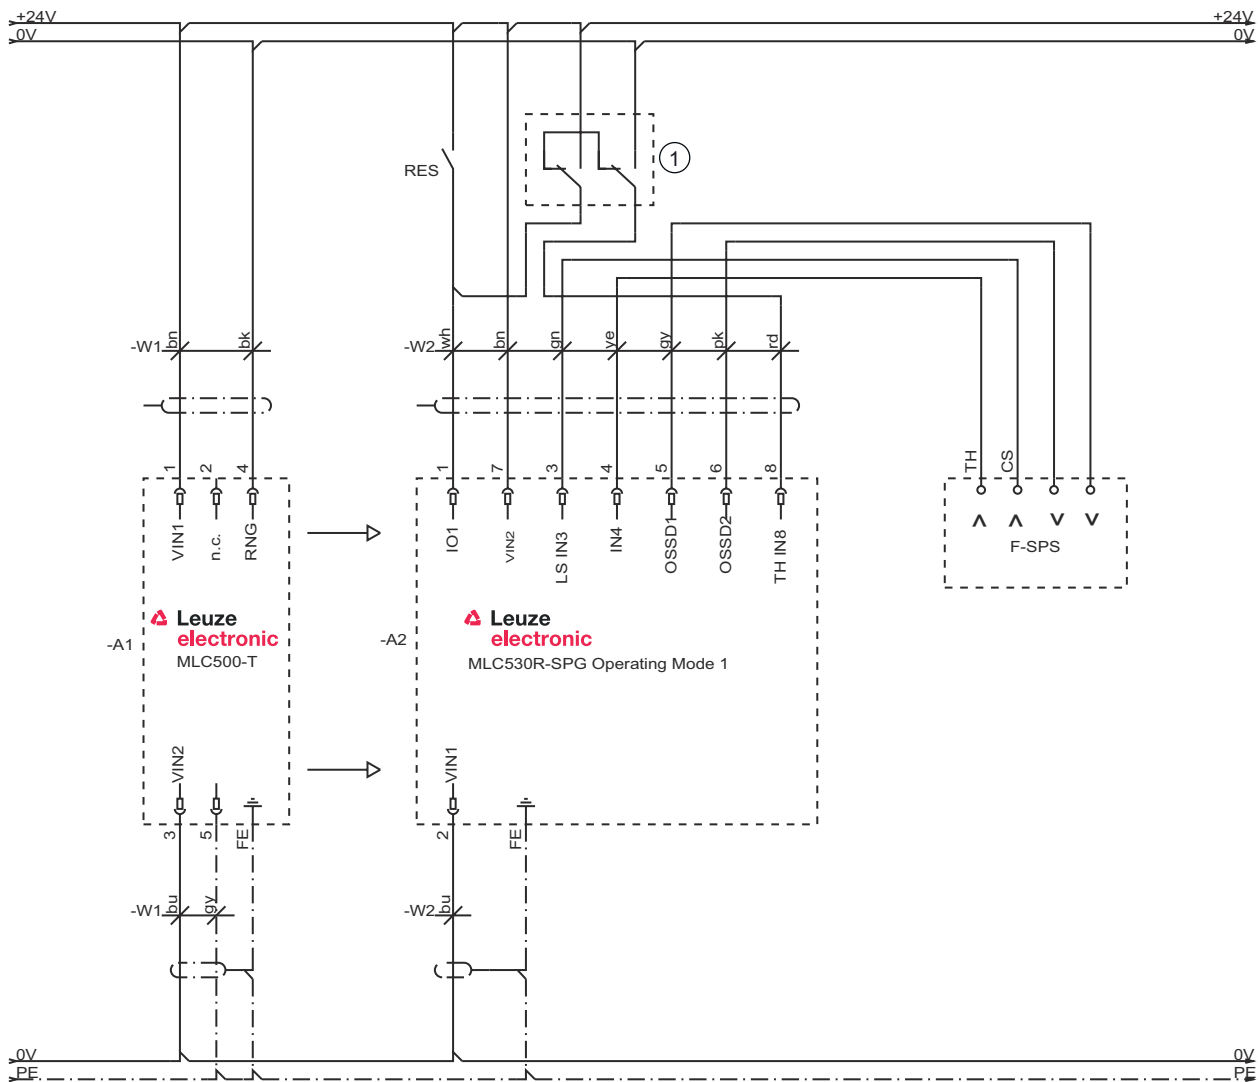 +24V +24V
0V 0V
1
RES
-W1 bn bk
-W2 wh bn gn ye gy pk rd
TH CS
1 2 4
1 7 3 4 5 6 8
VIN1 n.c. RNG
IO1 VIN2 LS IN3 IN4 OSSD1 OSSD2 TH IN8
F-SPS
Leuze
electronic
MLC500-T
-A1
Leuze
electronic
MLC530R-SPG Operating Mode 1
-A2
VIN2
VIN1
3 5 FE
2 FE
-W1 bu gy
-W2 bu
0V 0V
PE PE